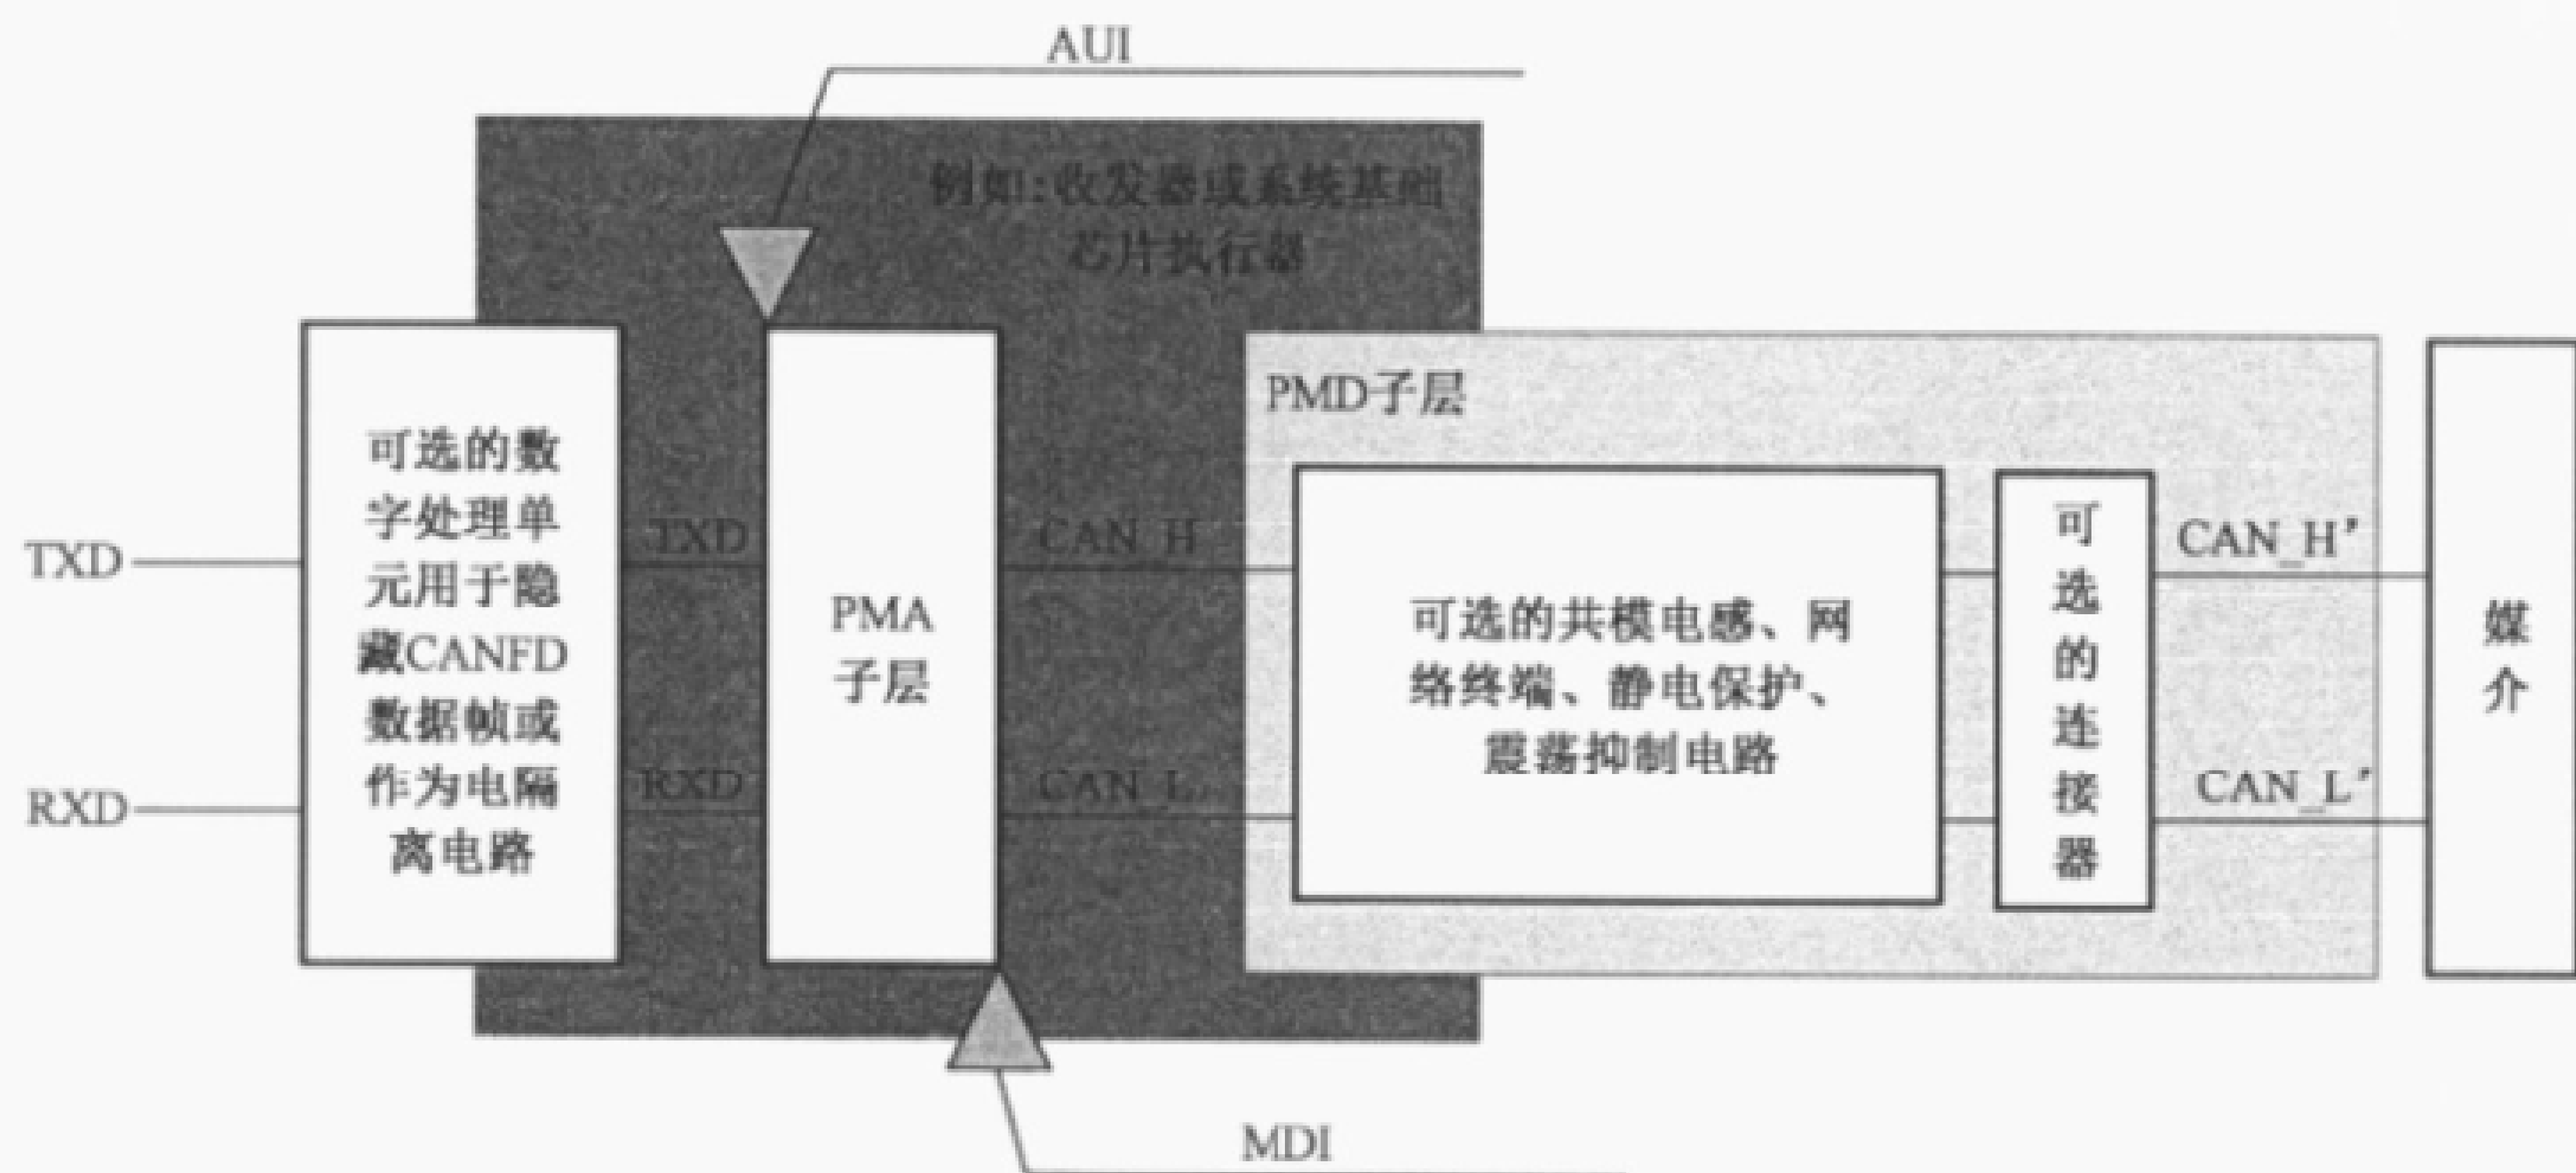 AUI
例如:收发器或系统基础
芯片执行器
PMD子层
可选的数
字处理单
元用于隐
藏CANFD
数据帧或
作为电隔
离电路
TXD
RXD
TXD
RXD
PMA
子层
CAN_H
CAN_L
可选的共模电感、网
络终端、静电保护、
震荡抑制电路
可
选
的
连
接
器
CAN_H’
CAN_L’
媒
介
MDI